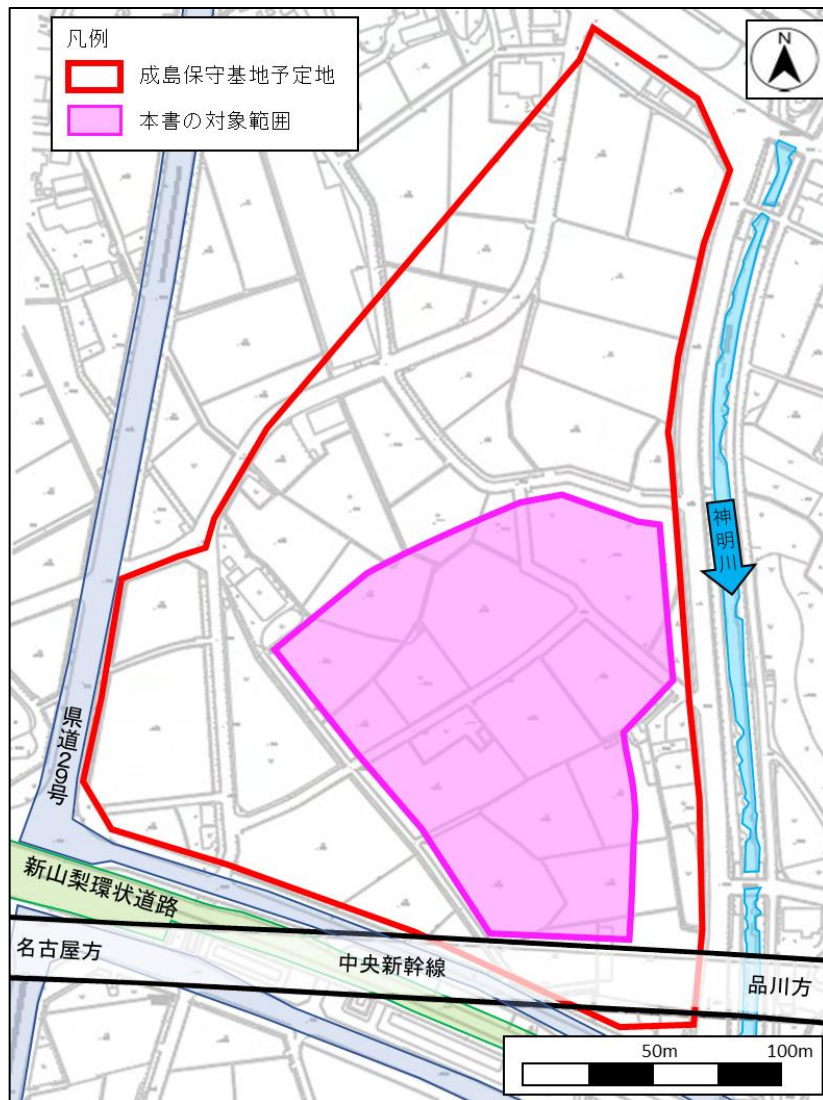 凡例
成島保守基地予定地
本書の対象範囲
N
神明川
県道29号
新山梨環状道路
名古屋方
中央新幹線
品川方
50m
100m